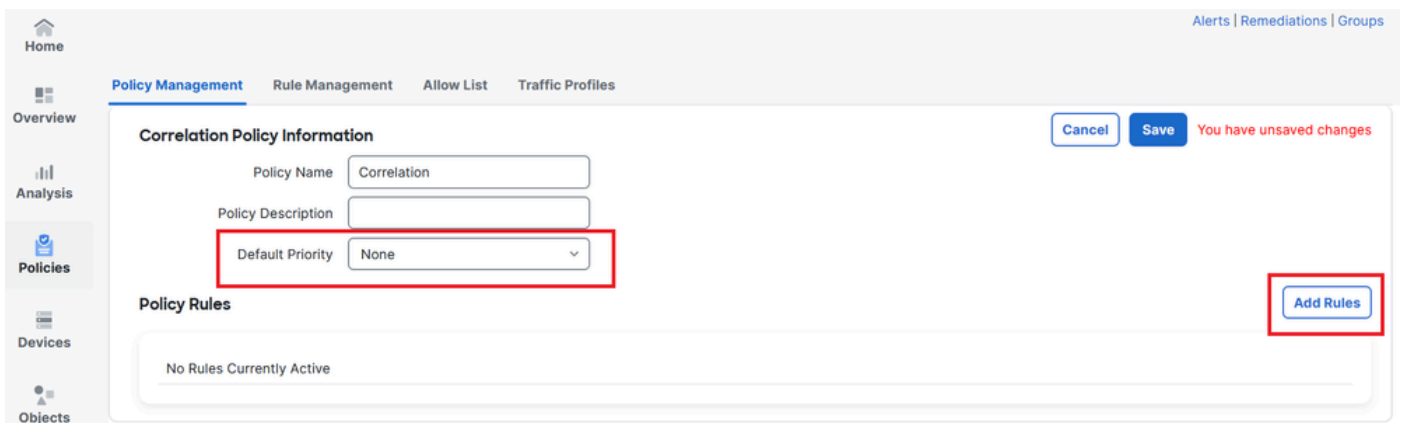 Alerts | Remediations | Groups
Home
Policy Management Rule Management Allow List Traffic Profiles
Overview
Correlation Policy Information
Cancel Save You have unsaved changes
Policy Name Correlation
Analysis
Policy Description
Default Priority None
Policies
Policy Rules
Add Rules
Devices
No Rules Currently Active
Objects